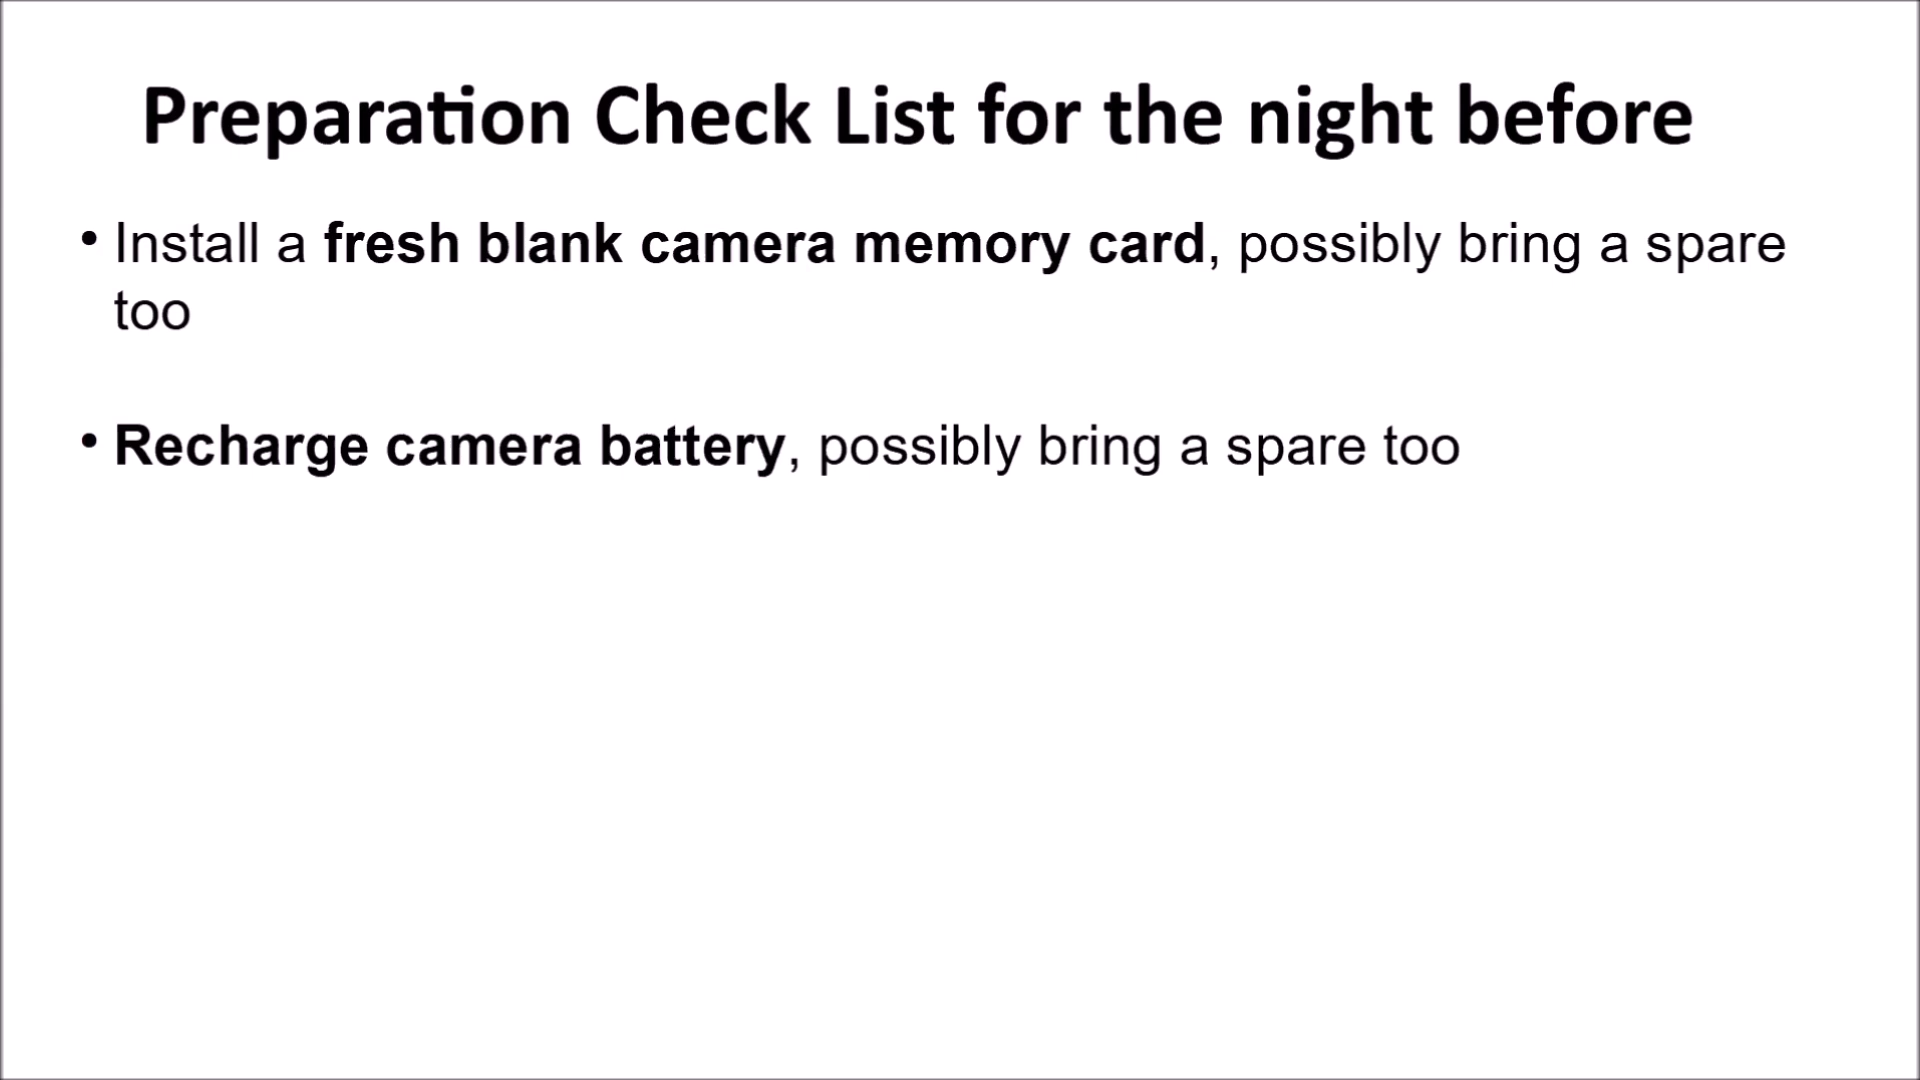 Preparation Check List for the night before
• Install a fresh blank camera memory card, possibly bring a spare
too
• Recharge camera battery, possibly bring a spare too